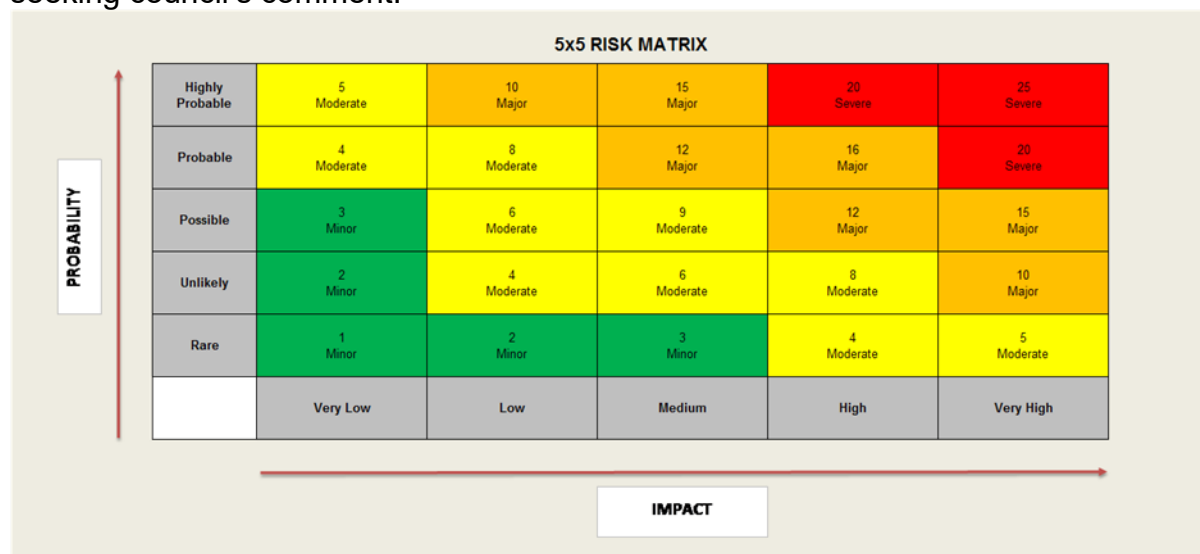 seeking council's comment.
5x5 RISK MATRIX
Highly
Probable
5
Moderate
10
Major
15
Major
20
Severe
25
Severe
Probable
4
Moderate
8
Moderate
12
Major
16
Major
20
Severe
PROBABILITY
Possible
3
Minor
6
Moderate
9
Moderate
12
Major
15
Major
Unlikely
2
Minor
4
Moderate
6
Moderate
8
Moderate
10
Major
Rare
1
Minor
2
Minor
3
Minor
4
Moderate
5
Moderate
Very Low
Low
Medium
High
Very High
IMPACT